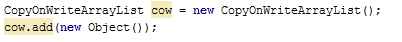 CopyOnWriteArrayList cow = new CopyOnWriteArrayList();
cow.add(new Object());